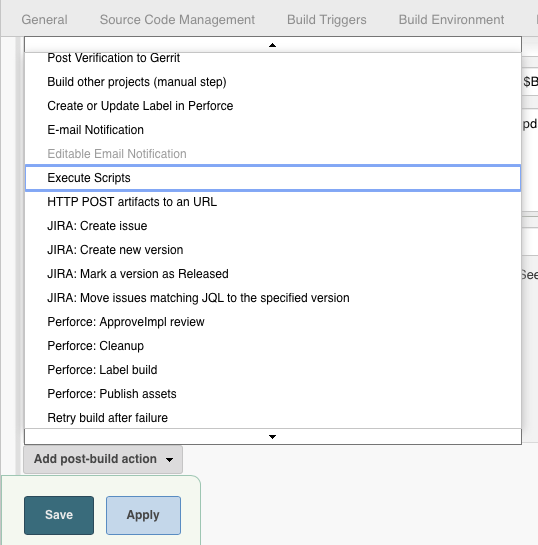 General Source Code Management Build Triggers Build Environment
Post Verification to Gerrit
Build other projects (manual step)
$B
Create or Update Label in Perforce
E-mail Notification
pd
Editable Email Notification
Execute Scripts
HTTP POST artifacts to an URL
JIRA: Create issue
JIRA: Create new version
JIRA: Mark a version as Released
See
JIRA: Move issues matching JQL to the specified version
Perforce: ApproveImpl review
Perforce: Cleanup
Perforce: Label build
Perforce: Publish assets
Retry build after failure
Add post-build action
Save Apply